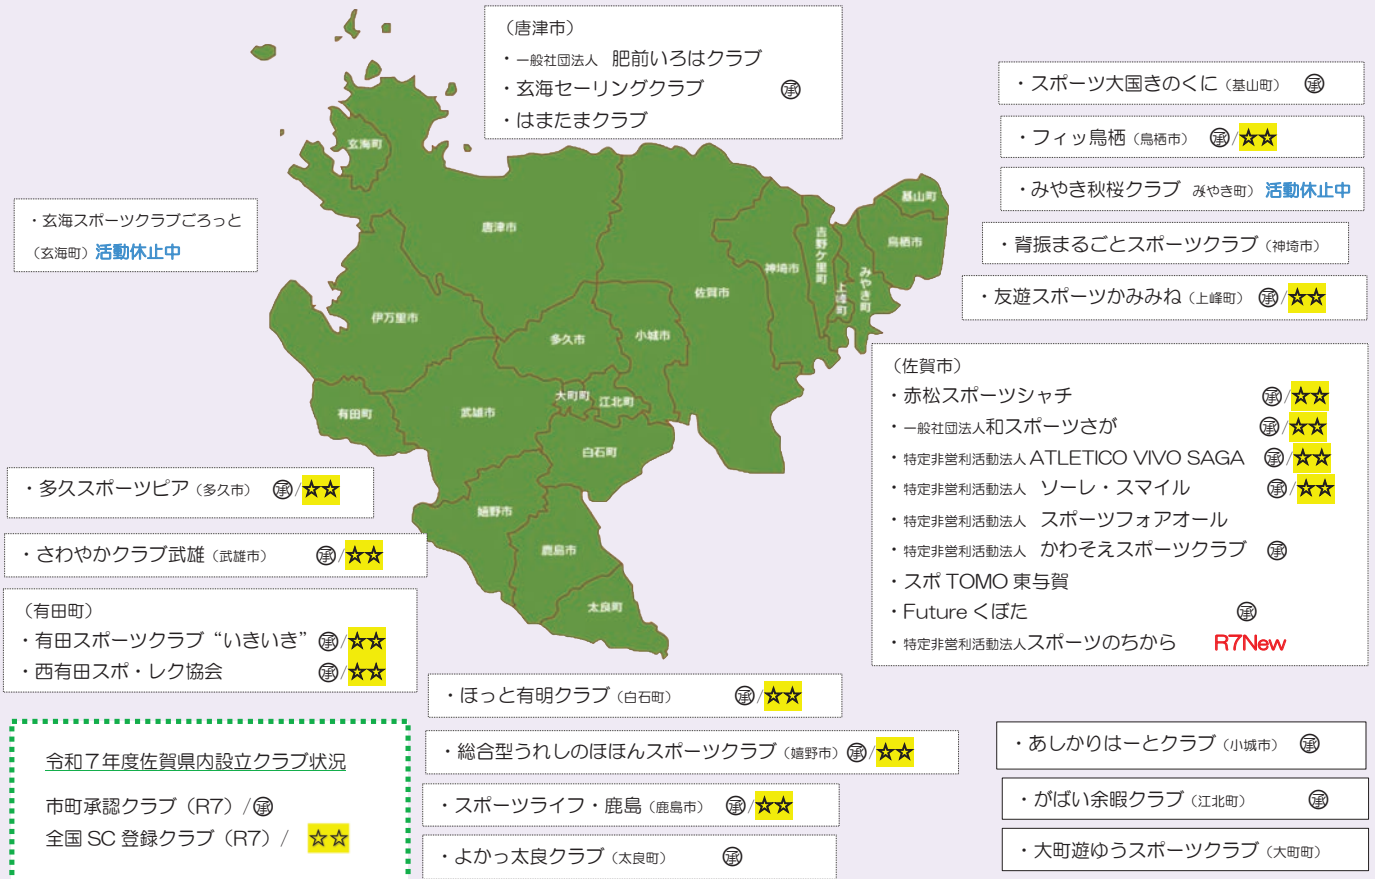 （唐津市）
・一般社団法人　肥前いろはクラブ
・玄海セーリングクラブ　㊝
・はまたまクラブ
・スポーツ大国きのくに（基山町）　承
・フィッ鳥栖（鳥栖市）　承/☆☆
・みやき秋桜クラブ　みやき町）　活動休止中
・脊振まるごとスポーツクラブ（神埼市）
・友遊スポーツかみみね（上峰町）　承/☆☆
・玄海スポーツクラブごろっと
（玄海町）活動休止中
玄海町
唐津市
伊万里市
有田町
武雄市
多久市
小城市
佐賀市
神埼市
吉野ケ里町
上峰町
みやき町
基山町
鳥栖市
大町町
江北町
白石町
嬉野市
鹿島市
太良町
（佐賀市）
・赤松スポーツシャチ　承/☆☆
・一般社団法人和スポーツさが　承/☆☆
・特定非営利活動法人 ATLETICO VIVO SAGA　承/☆☆
・特定非営利活動法人　ソーレ・スマイル　承/☆☆
・特定非営利活動法人　スポーツフォアオール
・特定非営利活動法人　かわそえスポーツクラブ　承
・スポ TOMO 東与賀
・Future くぼた　承
・特定非営利活動法人スポーツのちから　R7New
・多久スポーツピア（多久市）　承/☆☆
・さわやかクラブ武雄（武雄市）　承/☆☆
（有田町）
・有田スポーツクラブ“いきいき”承/☆☆
・西有田スポ・レク協会　承/☆☆
・ほっと有明クラブ（白石町）　承/☆☆
・総合型うれしのほほんスポーツクラブ（嬉野市）承/☆☆
・スポーツライフ・鹿島（鹿島市）　承/☆☆
・よかっ太良クラブ（太良町）　承
・あしかりはーとクラブ（小城市）　承
・がばい余暇クラブ（江北町）　承
・大町遊ゆうスポーツクラブ（大町町）
令和７年度佐賀県内設立クラブ状況
市町承認クラブ（R7）/承
全国 SC 登録クラブ（R7）/　☆☆